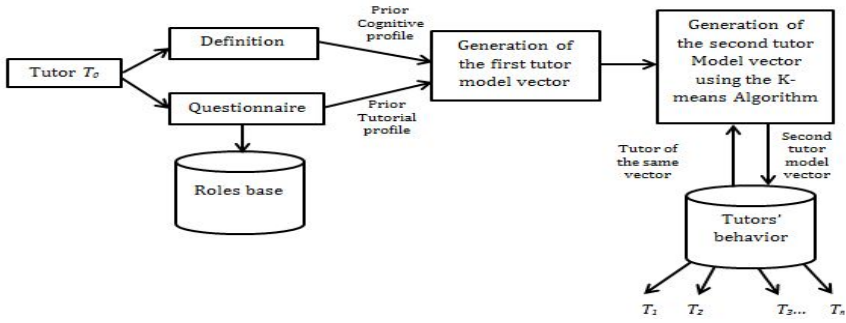 Tutor T₀
Definition
Questionnaire
Roles base
Prior
Cognitive
profile
Prior
Tutorial
profile
Generation of
the first tutor
model vector
Generation of
the second tutor
Model vector
using the K-
means Algorithm
Tutor of
the same
vector
Second
tutor
model
vector
Tutors'
behavior
T₁ T₂ T₃... Tₙ